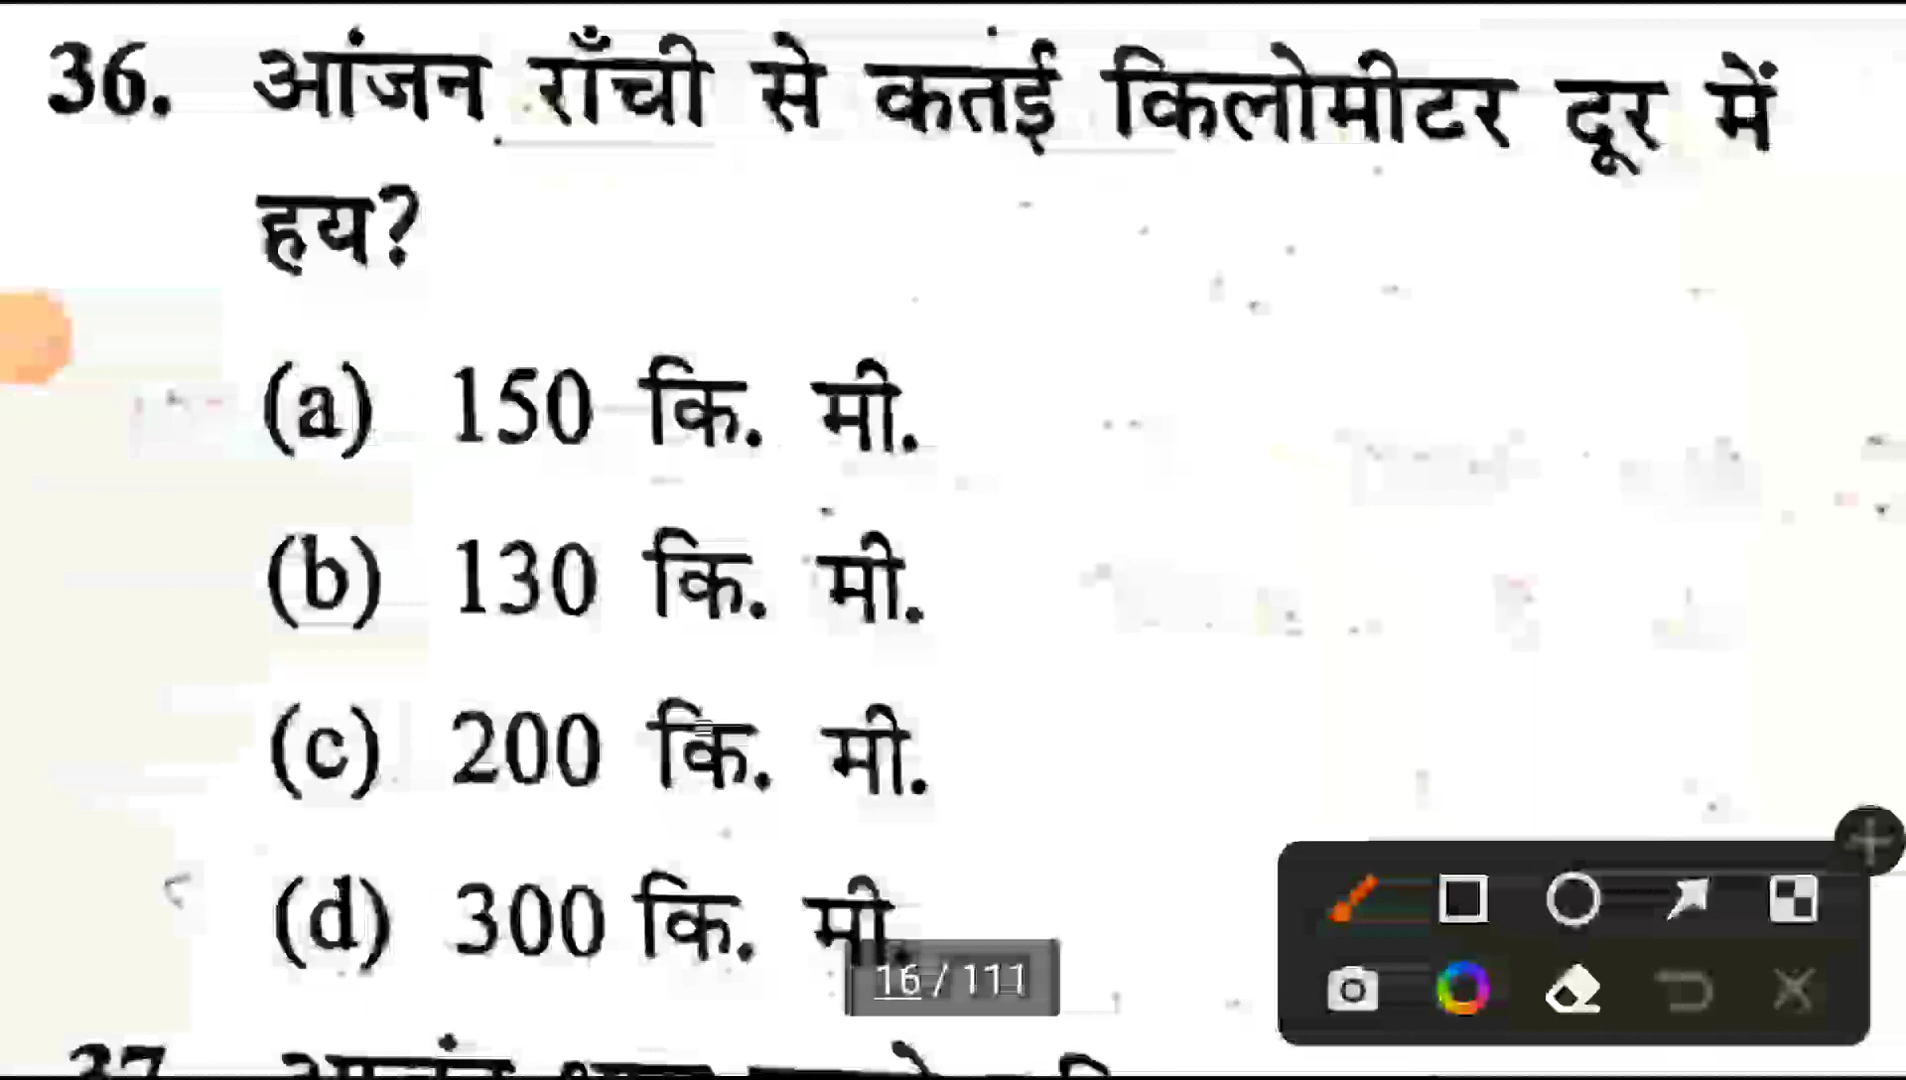 36. आंजन राँची से कतई किलोमीटर दूर में
हय?
(a) 150 कि. मी.
(b) 130 कि. मी.
(c) 200 कि. मी.
(d) 300 कि. मी.
16 / 111